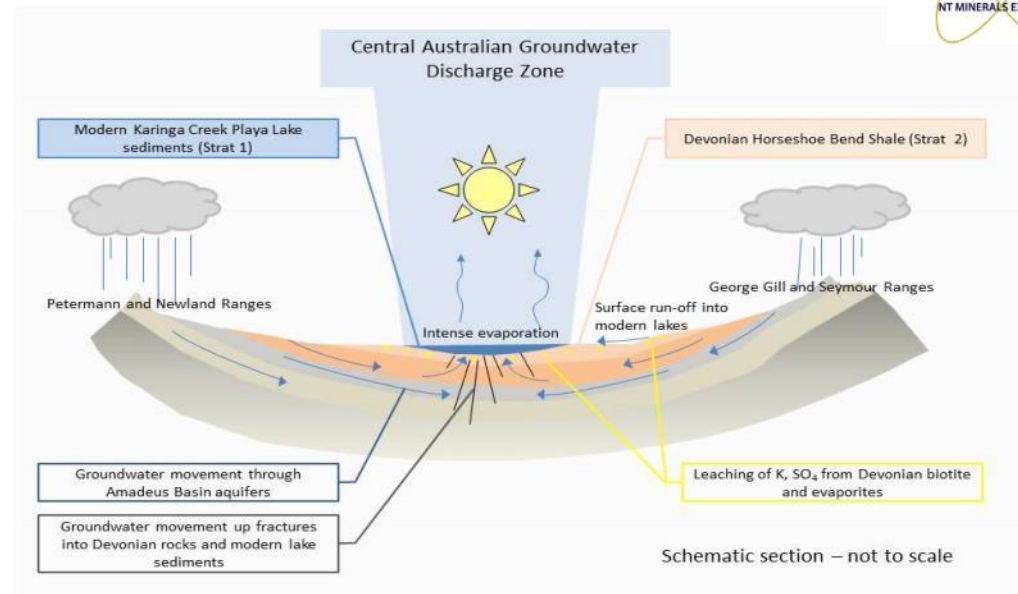 NT MINERALS E
Central Australian Groundwater
Discharge Zone
Modern Karinga Creek Playa Lake
sediments (Strat 1)
Devonian Horseshoe Bend Shale (Strat 2)
Petermann and Newland Ranges
George Gill and Seymour Ranges
Surface run-off into
modern lakes
Intense evaporation
Groundwater movement through
Amadeus Basin aquifers
Leaching of K, SO₄ from Devonian biotite
and evaporites
Groundwater movement up fractures
into Devonian rocks and modern lake
sediments
Schematic section – not to scale